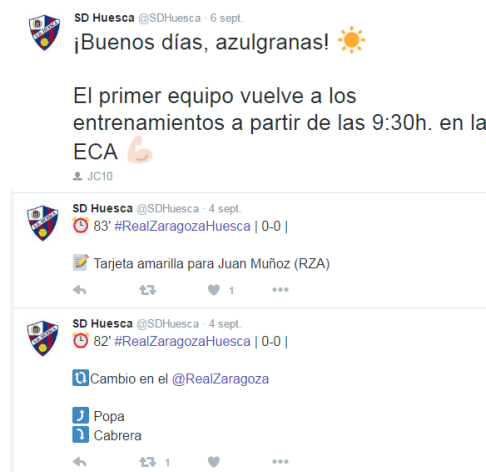 SD Huesca @SDHuesca · 6 sept.
¡Buenos días, azulgranas! ☀️
El primer equipo vuelve a los
entrenamientos a partir de las 9:30h. en la
ECA 💪🏻
JC10
SD Huesca @SDHuesca · 4 sept.
⏰ 83' #RealZaragozaHuesca | 0-0 |
📝 Tarjeta amarilla para Juan Muñoz (RZA)
1
SD Huesca @SDHuesca · 4 sept.
⏰ 82' #RealZaragozaHuesca | 0-0 |
🔃Cambio en el @RealZaragoza
⤴️ Popa
⤵️ Cabrera
1